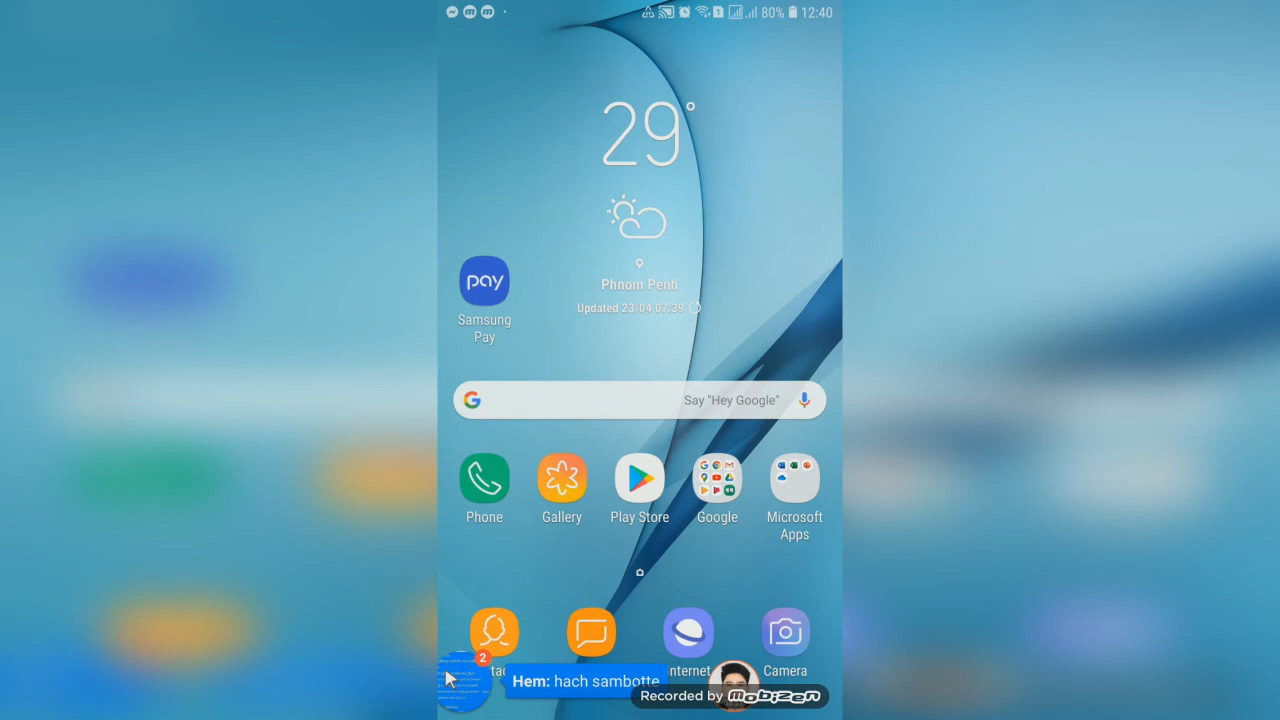 80% 12:40
29°
Phnom Penh
Updated 23/04 07:39
pay
Samsung
Pay
Say "Hey Google"
Phone
Gallery
Play Store
Google
Microsoft
Apps
2
Hem: hach sambotte
Internet
Camera
Recorded by mobizen